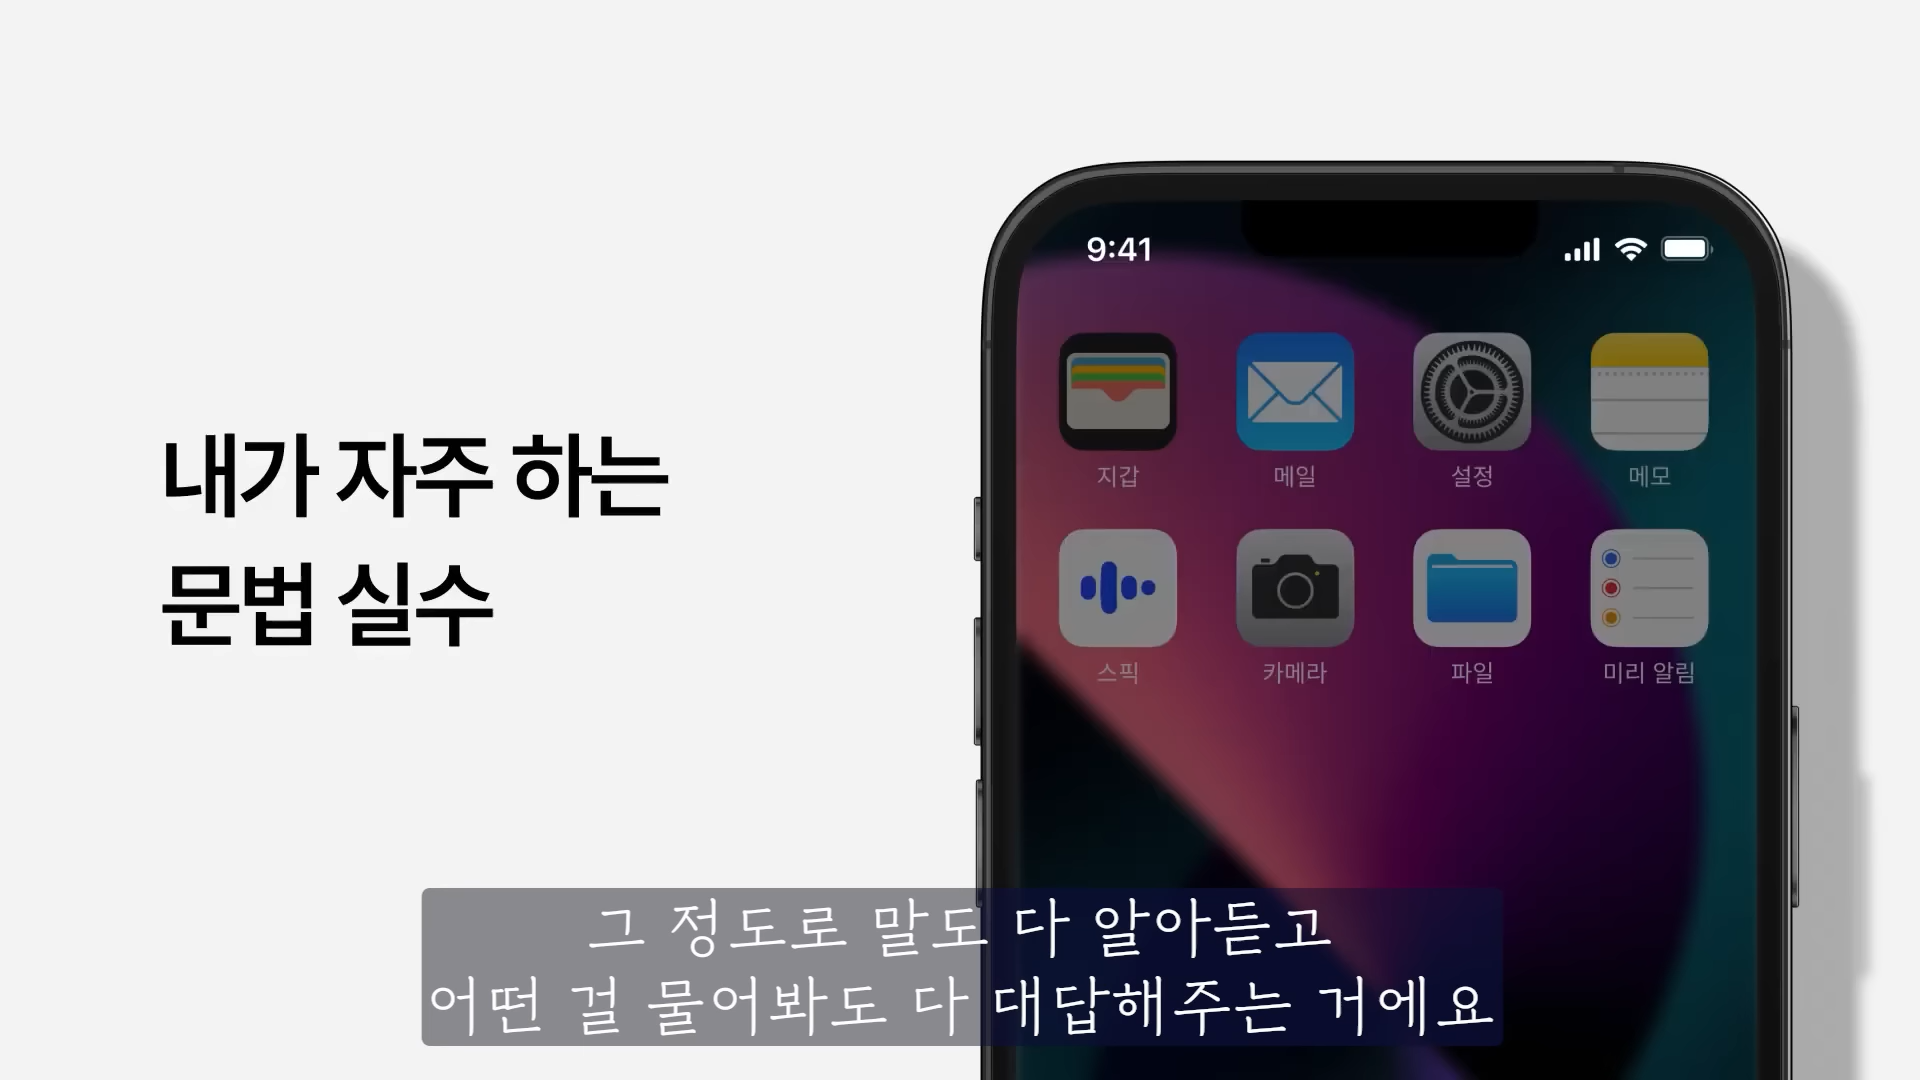 내가 자주 하는
문법 실수
9:41
지갑 메일 설정 메모
스픽 카메라 파일 미리 알림
그 정도로 말도 다 알아듣고
어떤 걸 물어봐도 다 대답해주는 거에요